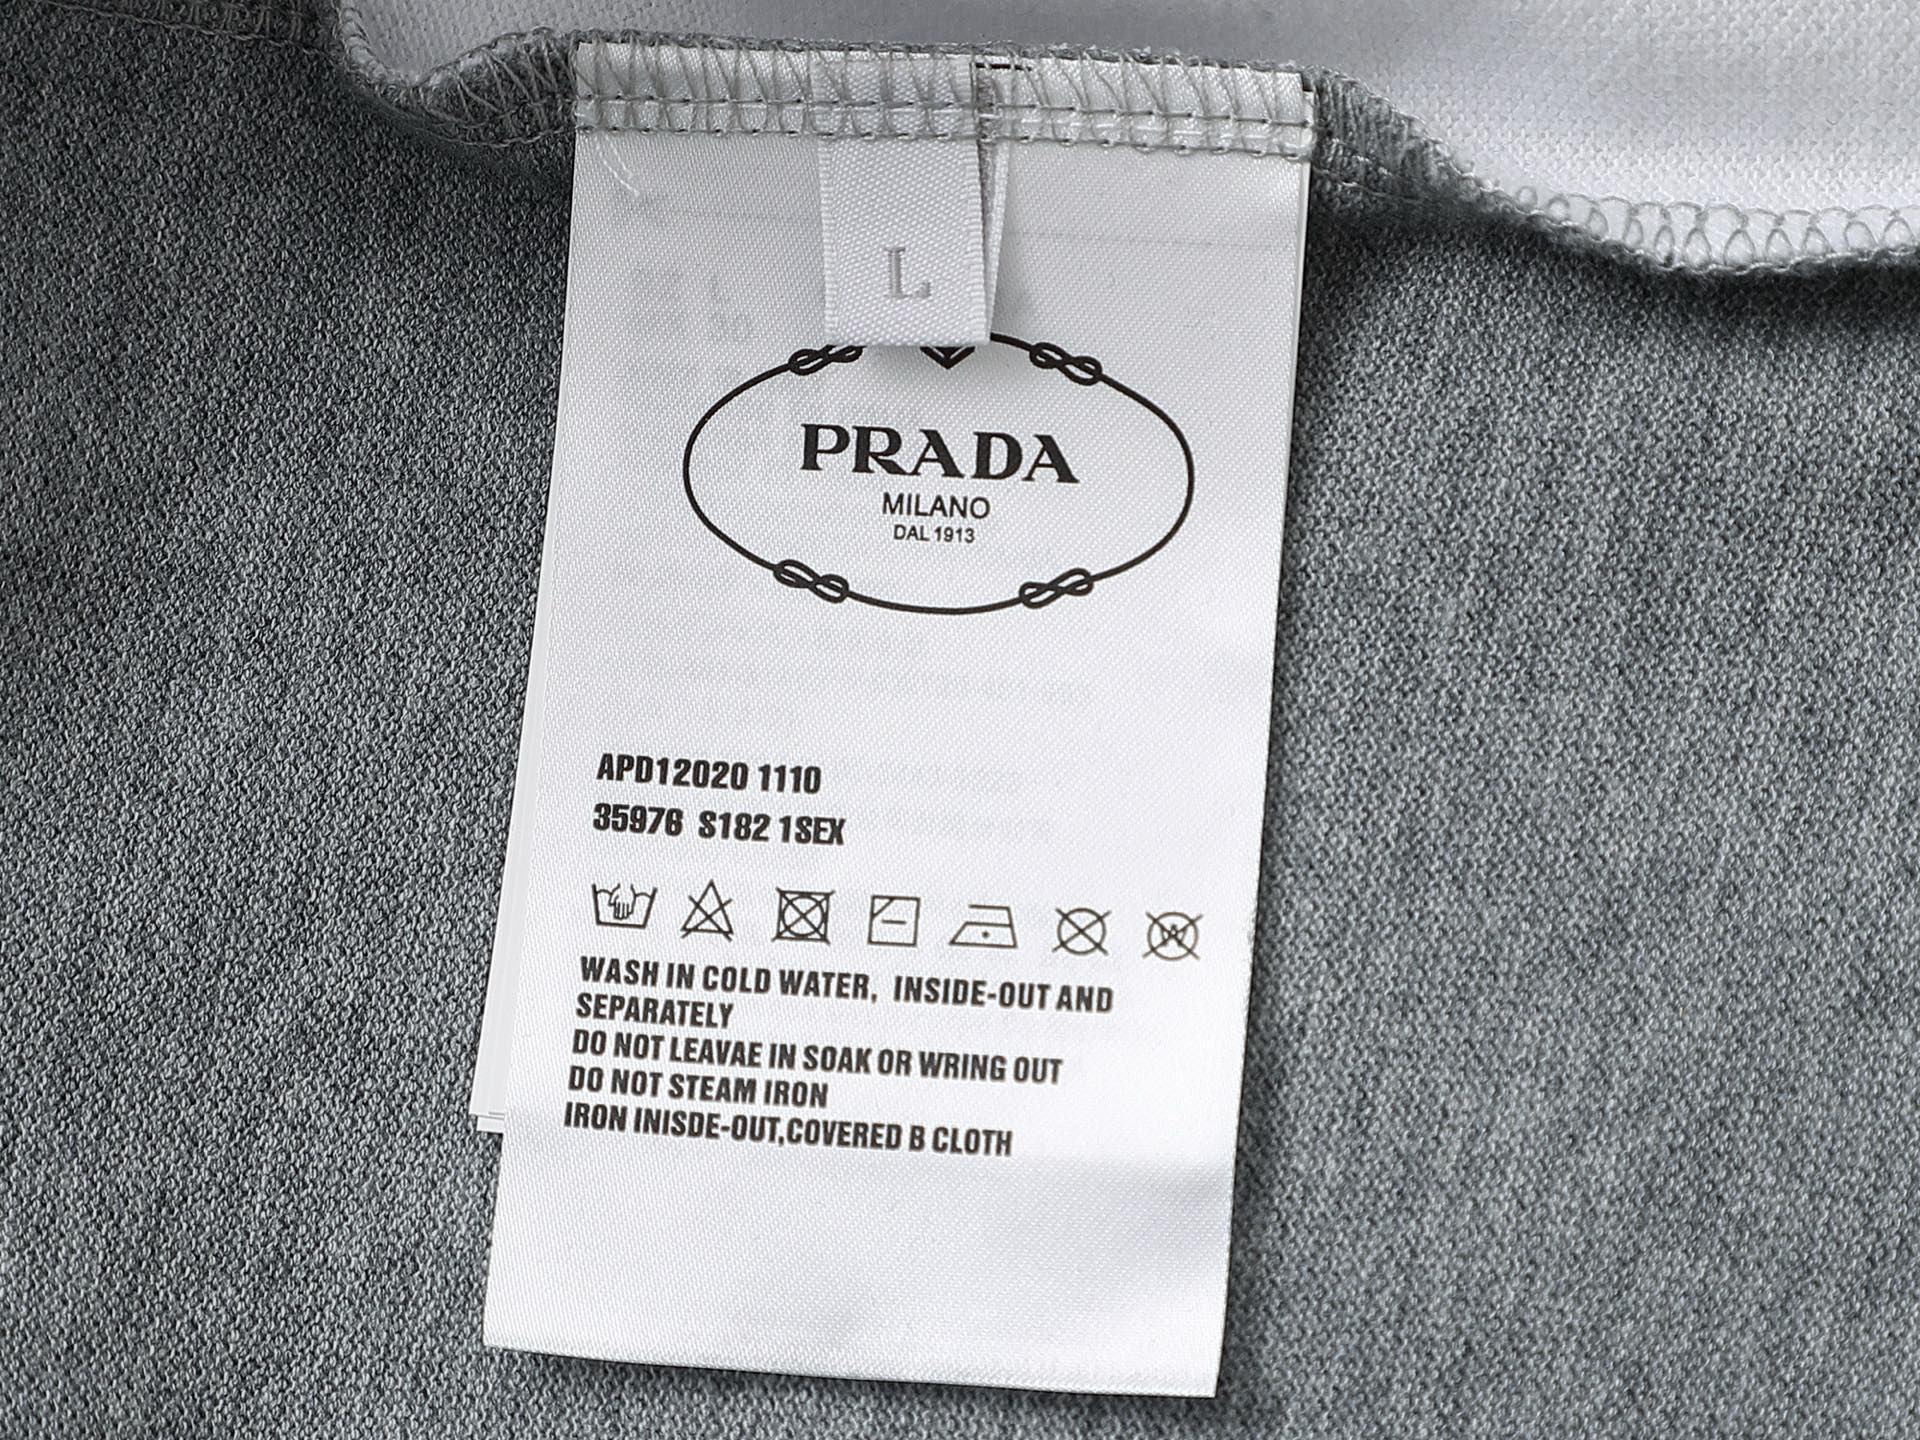 L
PRADA
MILANO
DAL 1913
APD12020 1110
35976 S182 1SEX
WASH IN COLD WATER, INSIDE-OUT AND
SEPARATELY
DO NOT LEAVAE IN SOAK OR WRING OUT
DO NOT STEAM IRON
IRON INISDE-OUT,COVERED B CLOTH